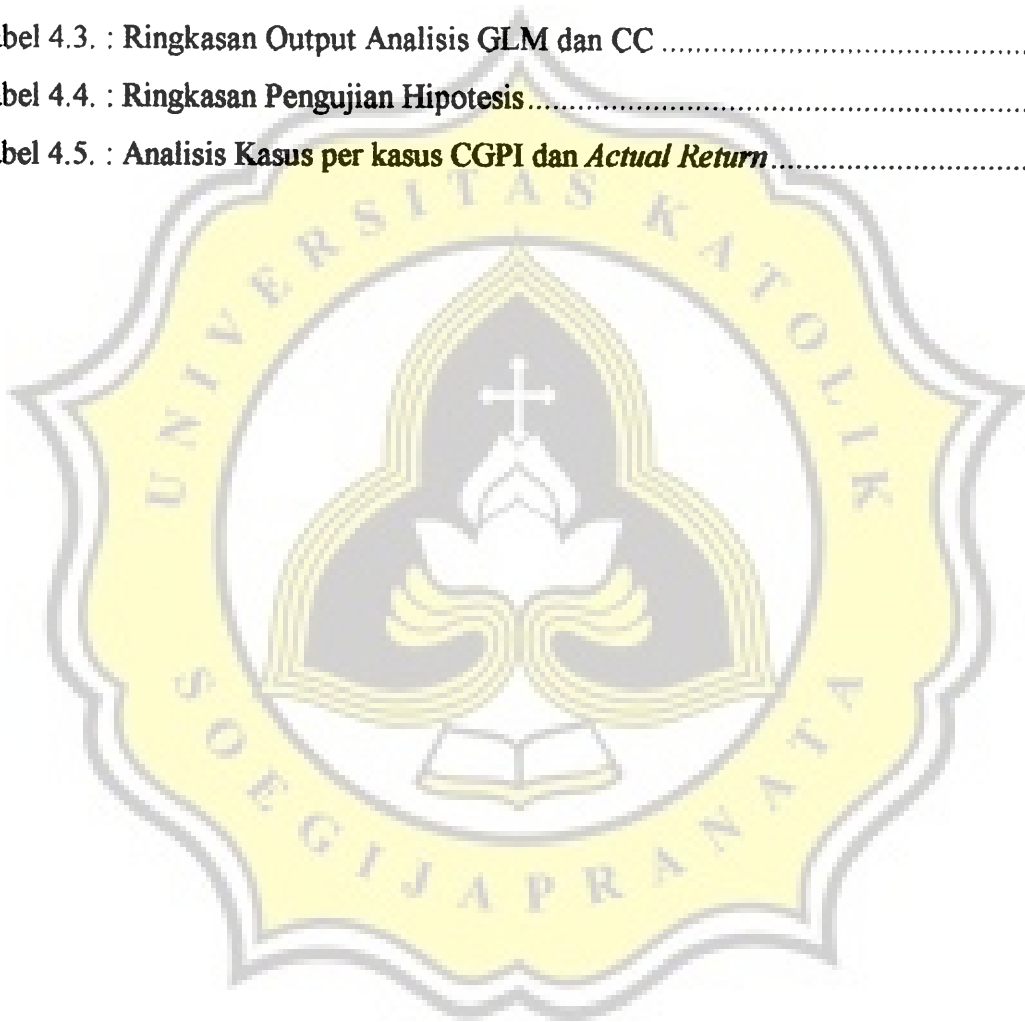 bel 4.3. : Ringkasan Output Analisis GLM dan CC ........................................
bel 4.4. : Ringkasan Pengujian Hipotesis ........................................
bel 4.5. : Analisis Kasus per kasus CGPI dan Actual Return ........................................
UNIVERSITAS KATOLIK
SOEGIJAPRANATA